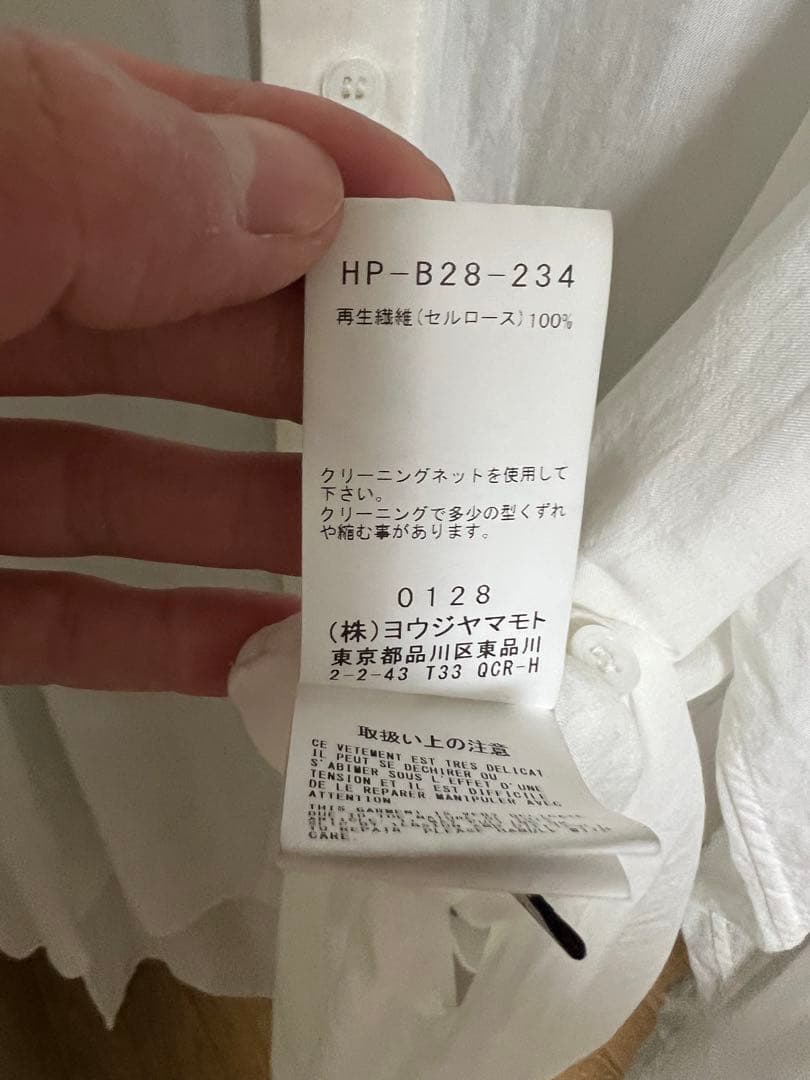 HP-B28-234
再生繊維(セルロース)100%
クリーニングネットを使用して
下さい。
クリーニングで多少の型くずれ
や縮む事があります。
0128
(株)ヨウジヤマモト
東京都品川区東品川
2-2-43 T33 QCR-H
取扱い上の注意
CE VETEMENT EST TRES DELICAT
IL PEUT SE DECHIRER OU
S'ABIMER SOUS L'EFFET D'UNE
TENSION ET IL EST DIFFICILE
DE LE REPARER MANIPULER AVEC
ATTENTION
THIS GARMENT IS VERY
CARE.